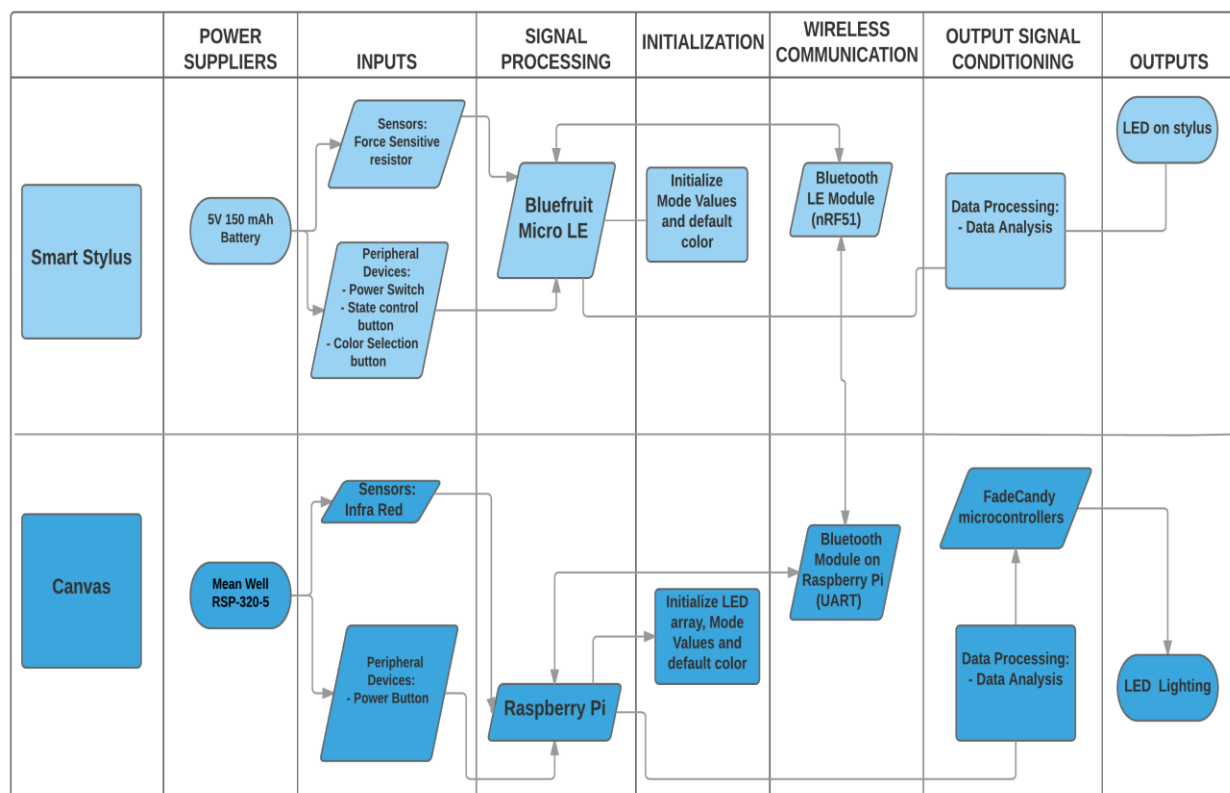 POWER
SUPPLIERS
INPUTS
SIGNAL
PROCESSING
INITIALIZATION
WIRELESS
COMMUNICATION
OUTPUT SIGNAL
CONDITIONING
OUTPUTS
Smart Stylus
5V 150 mAh
Battery
Sensors:
Force Sensitive
resistor
Peripheral
Devices:
- Power Switch
- State control
button
- Color Selection
button
Bluefruit
Micro LE
Initialize
Mode Values
and default
color
Bluetooth
LE Module
(nRF51)
Data Processing:
- Data Analysis
LED on stylus
Canvas
Mean Well
RSP-320-5
Sensors:
Infra Red
Peripheral
Devices:
- Power Button
Raspberry Pi
Initialize LED
array, Mode
Values and
default color
Bluetooth
Module on
Raspberry Pi
(UART)
FadeCandy
microcontrollers
Data Processing:
- Data Analysis
LED Lighting